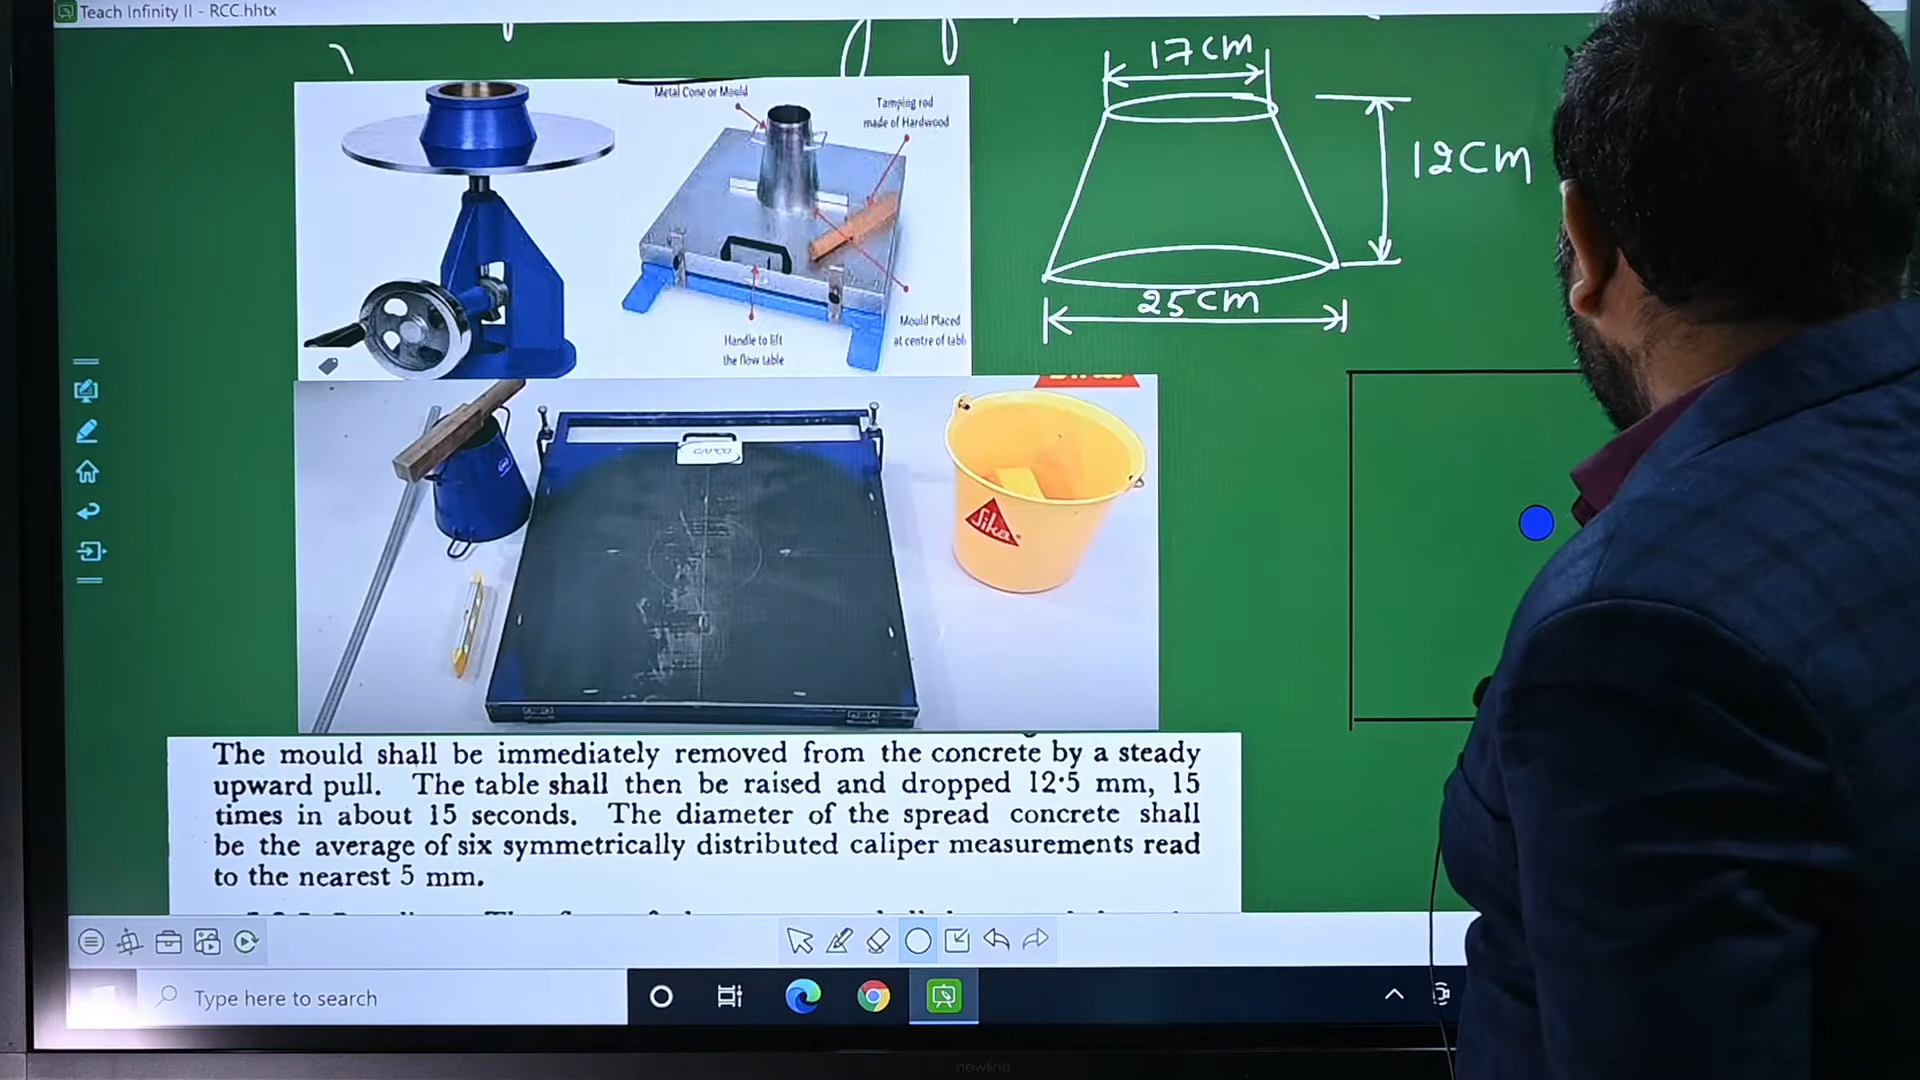 Teach Infinity II - RCC.hhtx
17cm
12cm
25cm
Metal Cone or Mould
Tamping rod
made of Hardwood
Handle to lift
the flow table
Mould Placed
at centre of tabl
CAPCO
Sika
The mould shall be immediately removed from the concrete by a steady
upward pull. The table shall then be raised and dropped 12·5 mm, 15
times in about 15 seconds. The diameter of the spread concrete shall
be the average of six symmetrically distributed caliper measurements read
to the nearest 5 mm.
Type here to search
newline